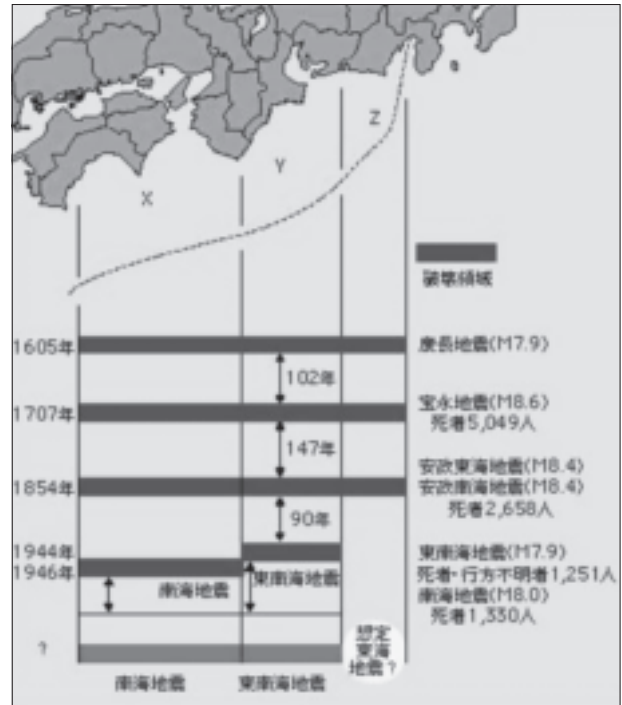 Z
Y
X
破壊領域
1605年
慶長地震(M7.9)
102年
1707年
宝永地震(M8.6)
死者5,049人
147年
安政東海地震(M8.4)
1854年
安政南海地震(M8.4)
死者2,658人
90年
1944年
東南海地震(M7.9)
1946年
死者・行方不明者1,251人
南海地震
東南海地震
南海地震(M8.0)
死者1,330人
?
想定
東海
地震?
南海地震
東南海地震